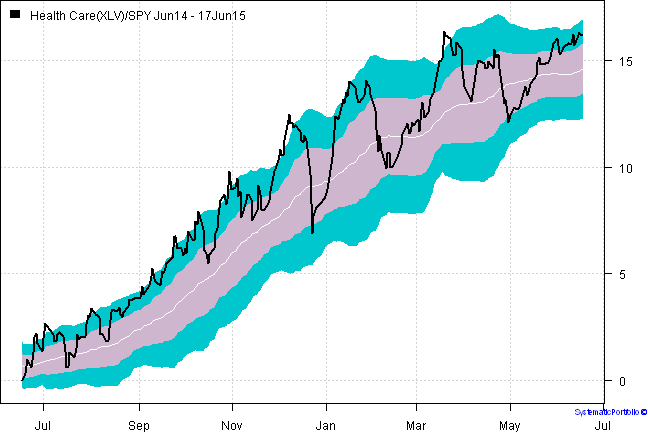 Health Care(XLV)/SPY Jun14 - 17Jun15
15
10
5
0
SystematicPortfolio ©
Jul Sep Nov Jan Mar May Jul